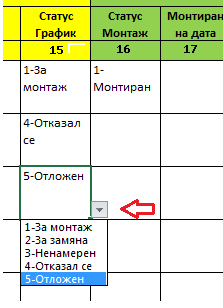 Статус
График
Статус
Монтаж
Монтиран
на дата
15
16
17
1-За
монтаж
1-
Монтиран
4-Отказал
се
5-Отложен
1-За монтаж
2-За замяна
3-Ненамерен
4-Отказал се
5-Отложен